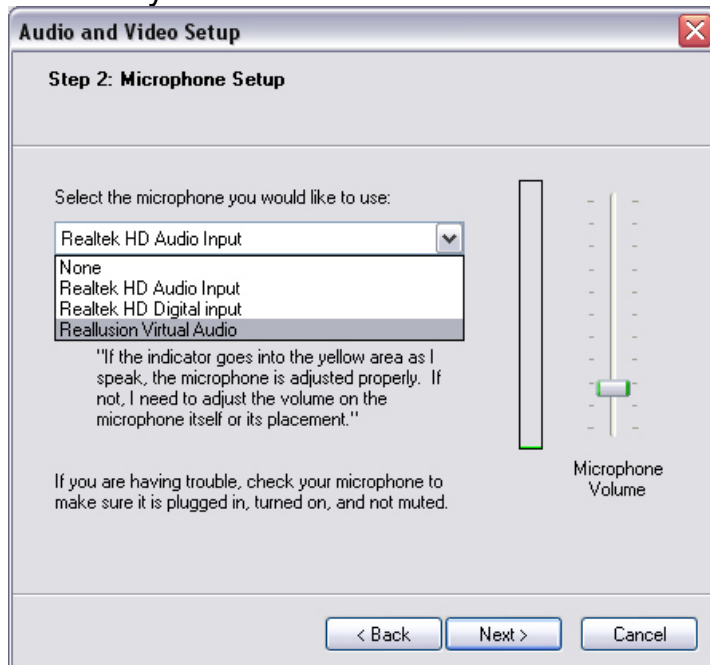 Audio and Video Setup
Step 2: Microphone Setup
Select the microphone you would like to use:
Realtek HD Audio Input
None
Realtek HD Audio Input
Realtek HD Digital input
Reallusion Virtual Audio
"If the indicator goes into the yellow area as I
speak, the microphone is adjusted properly.  If
not, I need to adjust the volume on the
microphone itself or its placement."
If you are having trouble, check your microphone to
make sure it is plugged in, turned on, and not muted.
Microphone
Volume
< Back
Next >
Cancel